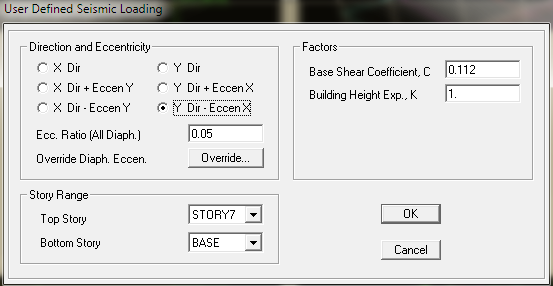 User Defined Seismic Loading
Direction and Eccentricity
X Dir
Y Dir
X Dir + Eccen Y
Y Dir + Eccen X
X Dir - Eccen Y
Y Dir - Eccen X
Ecc. Ratio (All Diaph.)
0.05
Override Diaph. Eccen.
Override...
Factors
Base Shear Coefficient, C
0.112
Building Height Exp., K
1.
Story Range
Top Story
STORY7
Bottom Story
BASE
OK
Cancel